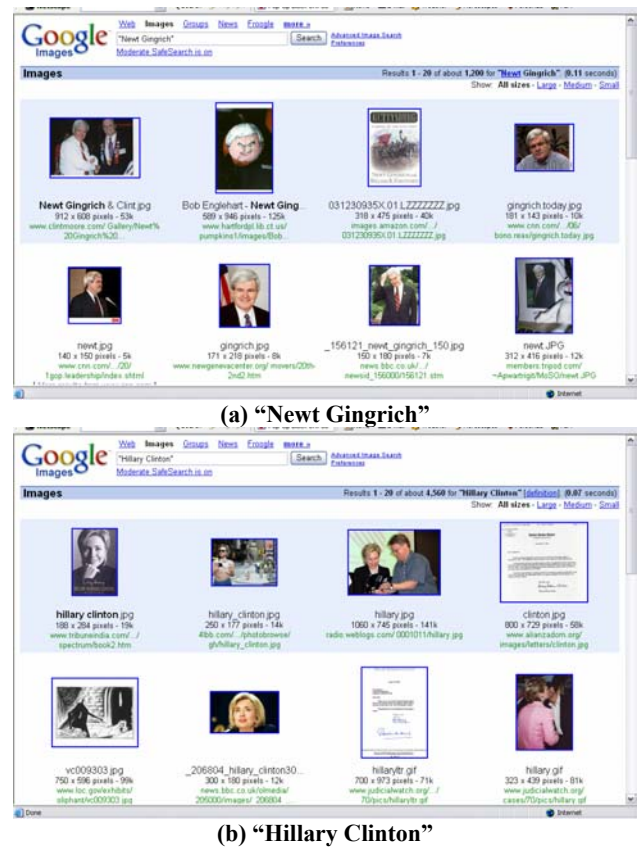 Web Images Groups News Froogle more »
Google
Images
"Newt Gingrich"
Search
Advanced Image Search
Preferences
Moderate SafeSearch is on
Images
Results 1 - 20 of about 1,200 for "Newt Gingrich". (0.11 seconds)
Show: All sizes - Large - Medium - Small
GETTYSBURG
Newt Gingrich & Clint.jpg
912 x 608 pixels - 53k
www.clintmoore.com/ Gallery/Newt%
20Gingrich%20...
Bob Englehart - Newt Ging...
589 x 946 pixels - 125k
www.hartfordpl.lib.ct.us/
pumpkins1/images/Bob...
031230935X.01.LZZZZZZZ.jpg
318 x 475 pixels - 40k
images.amazon.com/.../
031230935X.01.LZZZZZZZ.jpg
gingrich.today.jpg
181 x 143 pixels - 10k
www.cnn.com/.../06/
bono.reax/gingrich.today.jpg
newt.jpg
140 x 150 pixels - 5k
www.cnn.com/.../20/
1gop.leadership/index.shtml
gingrich.jpg
171 x 218 pixels - 8k
www.newgenevacenter.org/ movers/20th-
2nd2.htm
_156121_newt_gingrich_150.jpg
150 x 180 pixels - 7k
news.bbc.co.uk/.../
newsid_156000/156121.stm
newt.JPG
312 x 416 pixels - 12k
members.tripod.com/
~Apwartrigit/MsSG/newt.JPG
Internet
(a) “Newt Gingrich”
Web Images Groups News Froogle more »
Google
Images
"Hillary Clinton"
Search
Advanced Image Search
Preferences
Moderate SafeSearch is on
Images
Results 1 - 20 of about 4,560 for "Hillary Clinton" [definition]. (0.07 seconds)
Show: All sizes - Large - Medium - Small
hillary clinton.jpg
188 x 284 pixels - 19k
www.tribuneindia.com/.../
spectrum/book2.htm
hillary_clinton.jpg
250 x 177 pixels - 14k
4lbb.com/.../photobrowse/
gh/hillary_clinton.jpg
hillary.jpg
1060 x 745 pixels - 141k
radio.weblogs.com/ 0001011/hillary.jpg
clinton.jpg
800 x 729 pixels - 58k
www.alianzadom.org/
images/letters/clinton.jpg
vc009303.jpg
750 x 596 pixels - 99k
www.loc.gov/exhibits/
oliphant/vc009303.jpg
_206804_hillary_clinton30...
300 x 180 pixels - 12k
news.bbc.co.uk/olmedia/
205000/images/_206804_...
hillaryltr.gif
700 x 973 pixels - 71k
www.judicialwatch.org/.../
70/pics/hillaryltr.gif
hillary.gif
323 x 439 pixels - 81k
www.judicialwatch.org/
cases/70/pics/hillary.gif
Done
Internet
(b) “Hillary Clinton”